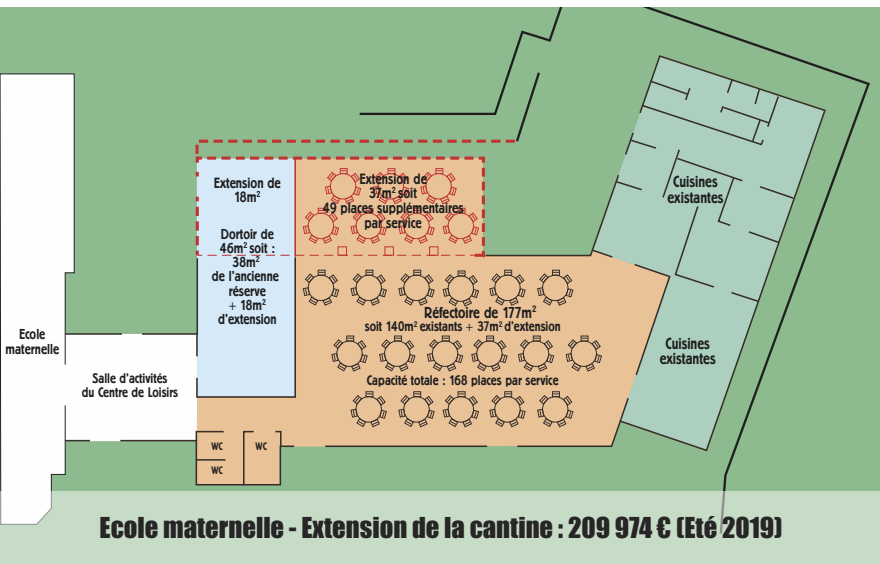 Extension de
18m²
Dortoir de
46m² soit :
38m²
de l'ancienne
réserve
+ 18m²
d'extension
Extension de
37m² soit
49 places supplémentaires
par service
Cuisines
existantes
Réfectoire de 177m²
soit 140m² existants + 37m² d'extension
Capacité totale : 168 places par service
Cuisines
existantes
Ecole
maternelle
Salle d'activités
du Centre de Loisirs
WC
WC
WC
Ecole maternelle - Extension de la cantine : 209 974 € (Eté 2019)